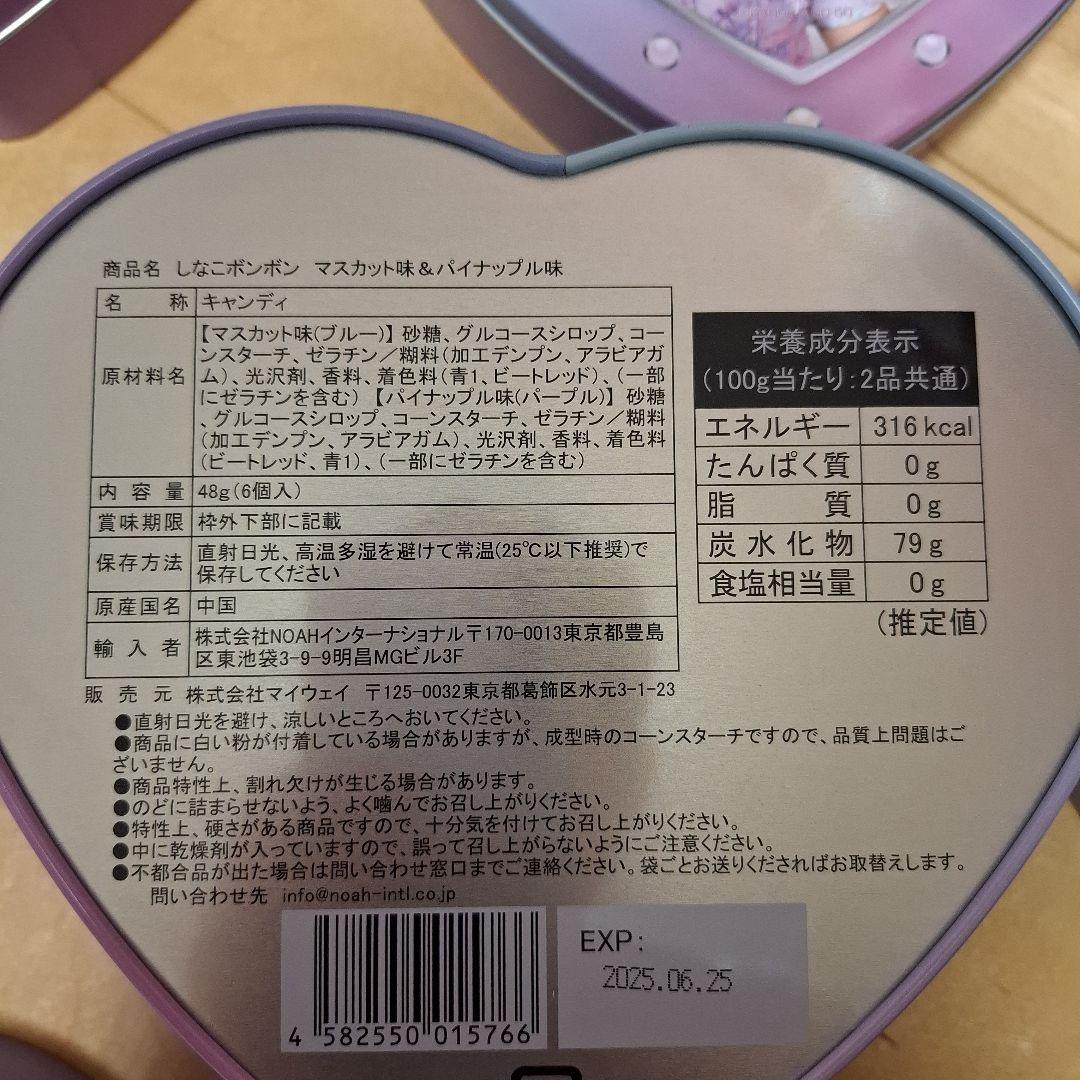 商品名 しなこボンボン マスカット味＆パイナップル味
名称 キャンディ
原材料名 【マスカット味(ブルー)】砂糖、グルコースシロップ、コー
ンスターチ、ゼラチン／糊料(加工デンプン、アラビアガ
ム)、光沢剤、香料、着色料(青1、ビートレッド)、(一部
にゼラチンを含む)【パイナップル味(パープル)】砂糖
、グルコースシロップ、コーンスターチ、ゼラチン／糊料
(加工デンプン、アラビアガム)、光沢剤、香料、着色料
(ビートレッド、青1)、(一部にゼラチンを含む)
内容量 48g(6個入)
賞味期限 枠外下部に記載
保存方法 直射日光、高温多湿を避けて常温(25℃以下推奨)で
保存してください
原産国名 中国
輸入者 株式会社NOAHインターナショナル〒170-0013東京都豊島
区東池袋3-9-9明昌MGビル3F
販売元 株式会社マイウェイ 〒125-0032東京都葛飾区水元3-1-23
●直射日光を避け、涼しいところへおいてください。
●商品に白い粉が付着している場合がありますが、成型時のコーンスターチですので、品質上問題はご
ざいません。
●商品特性上、割れ欠けが生じる場合があります。
●のどに詰まらせないよう、よく噛んでお召し上がりください。
●特性上、硬さがある商品ですので、十分気を付けてお召し上がりください。
●中に乾燥剤が入っていますので、誤って召し上がらないようにご注意ください。
●不都合品が出た場合は問い合わせ窓口までご連絡ください。袋ごとお送りくださればお取替えします。
問い合わせ先 info@noah-intl.co.jp
栄養成分表示
(100g当たり：2品共通)
エネルギー 316kcal
たんぱく質 0g
脂質 0g
炭水化物 79g
食塩相当量 0g
(推定値)
4 582550 015766
EXP:
2025.06.25